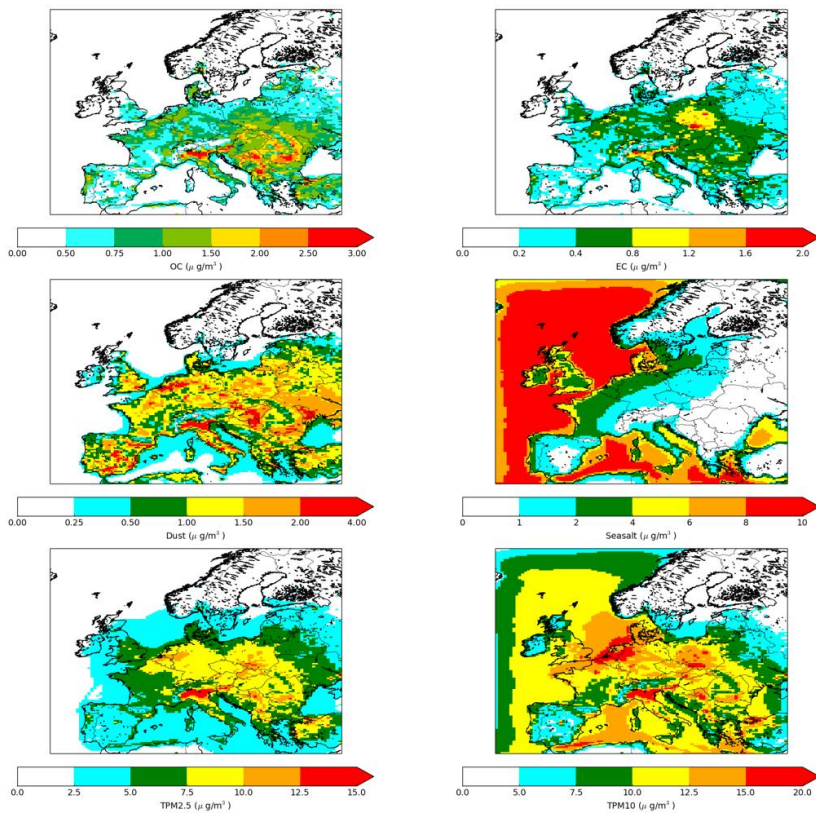 0.00 0.50 0.75 1.00 1.50 2.00 2.50 3.00
OC (μ g/m³)
0.0 0.2 0.4 0.8 1.2 1.6 2.0
EC (μ g/m³)
0.00 0.25 0.50 1.00 1.50 2.00 4.00
Dust (μ g/m³)
0 1 2 4 6 8 10
Seasalt (μ g/m³)
0.0 2.5 5.0 7.5 10.0 12.5 15.0
TPM2.5 (μ g/m³)
0.0 5.0 7.5 10.0 12.5 15.0 20.0
TPM10 (μ g/m³)